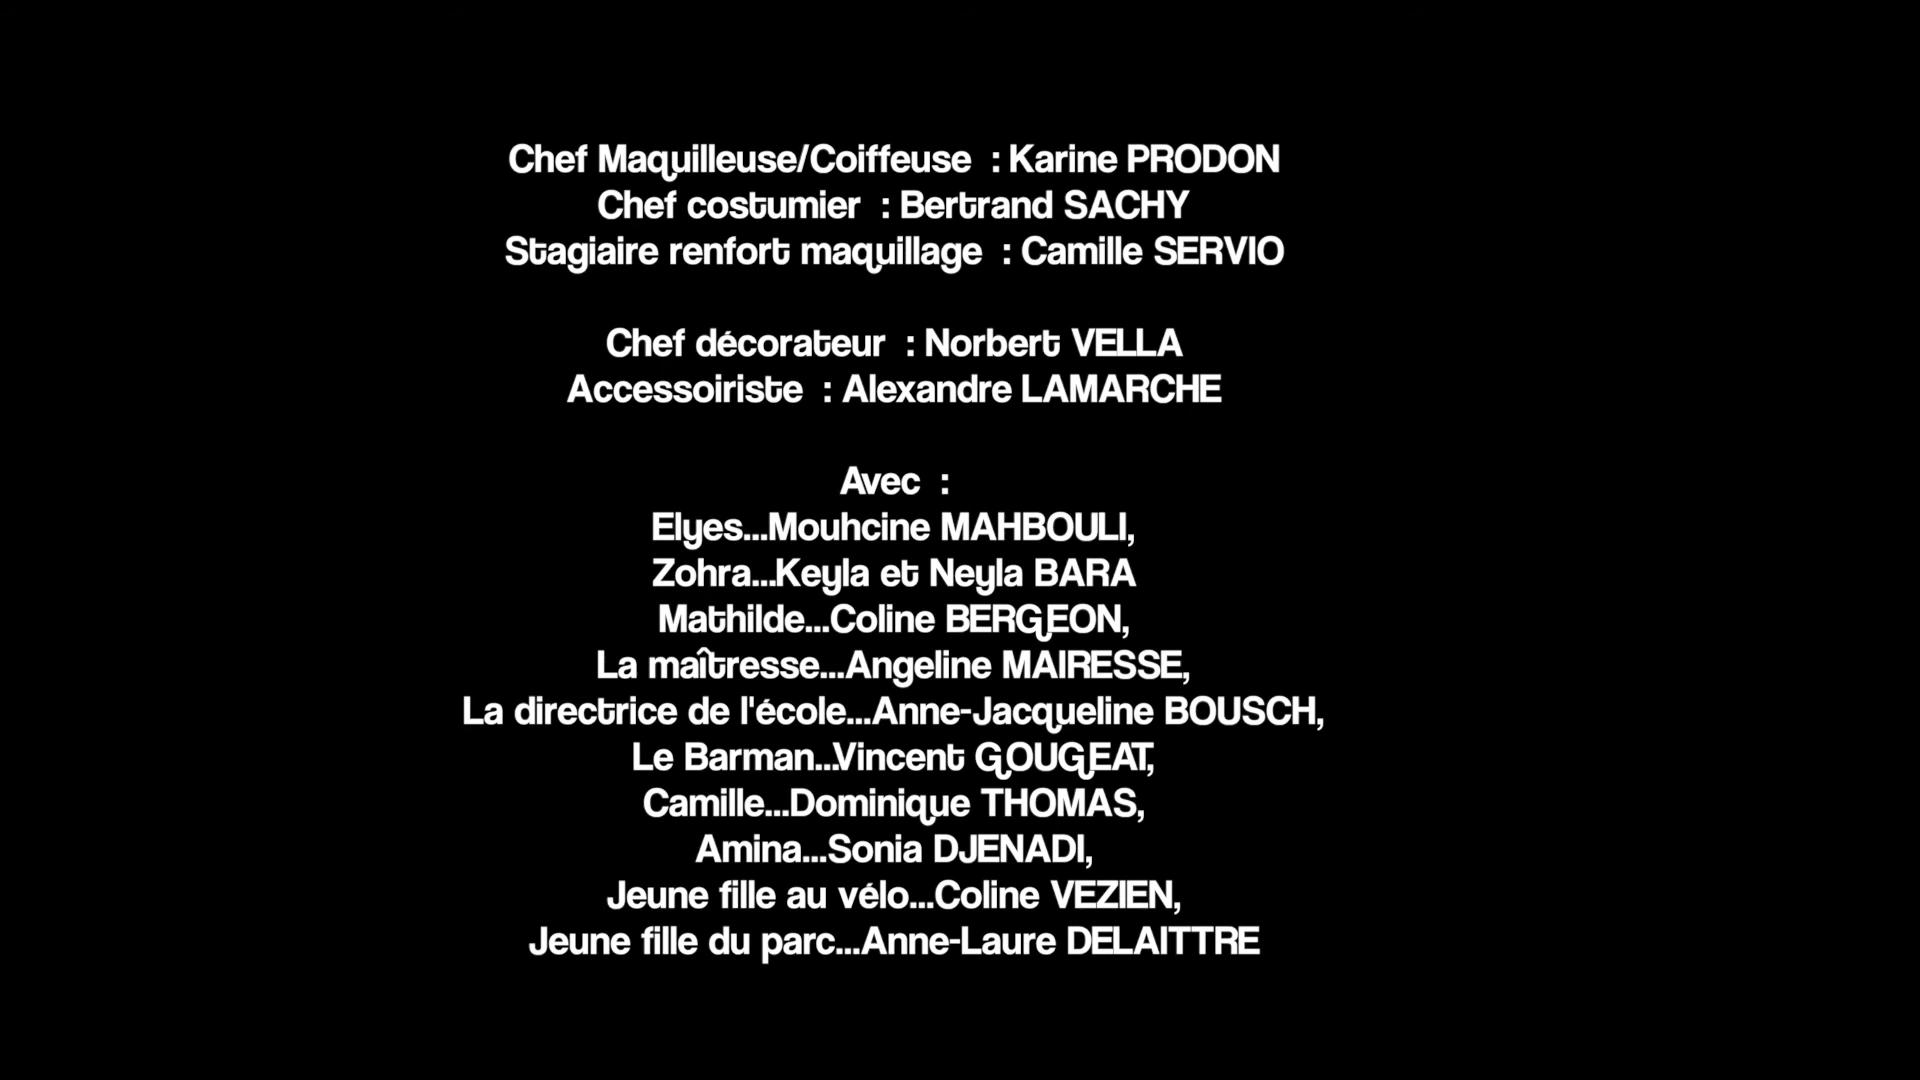 Chef Maquilleuse/Coiffeuse  : Karine PRODON
Chef costumier  : Bertrand SACHY
Stagiaire renfort maquillage  : Camille SERVIO
Chef décorateur  : Norbert VELLA
Accessoiriste  : Alexandre LAMARCHE
Avec  :
Elyes...Mouhcine MAHBOULI,
Zohra...Keyla et Neyla BARA
Mathilde...Coline BERGEON,
La maîtresse...Angeline MAIRESSE,
La directrice de l'école...Anne-Jacqueline BOUSCH,
Le Barman...Vincent GOUGEAT,
Camille...Dominique THOMAS,
Amina...Sonia DJENADI,
Jeune fille au vélo...Coline VEZIEN,
Jeune fille du parc...Anne-Laure DELAITTRE